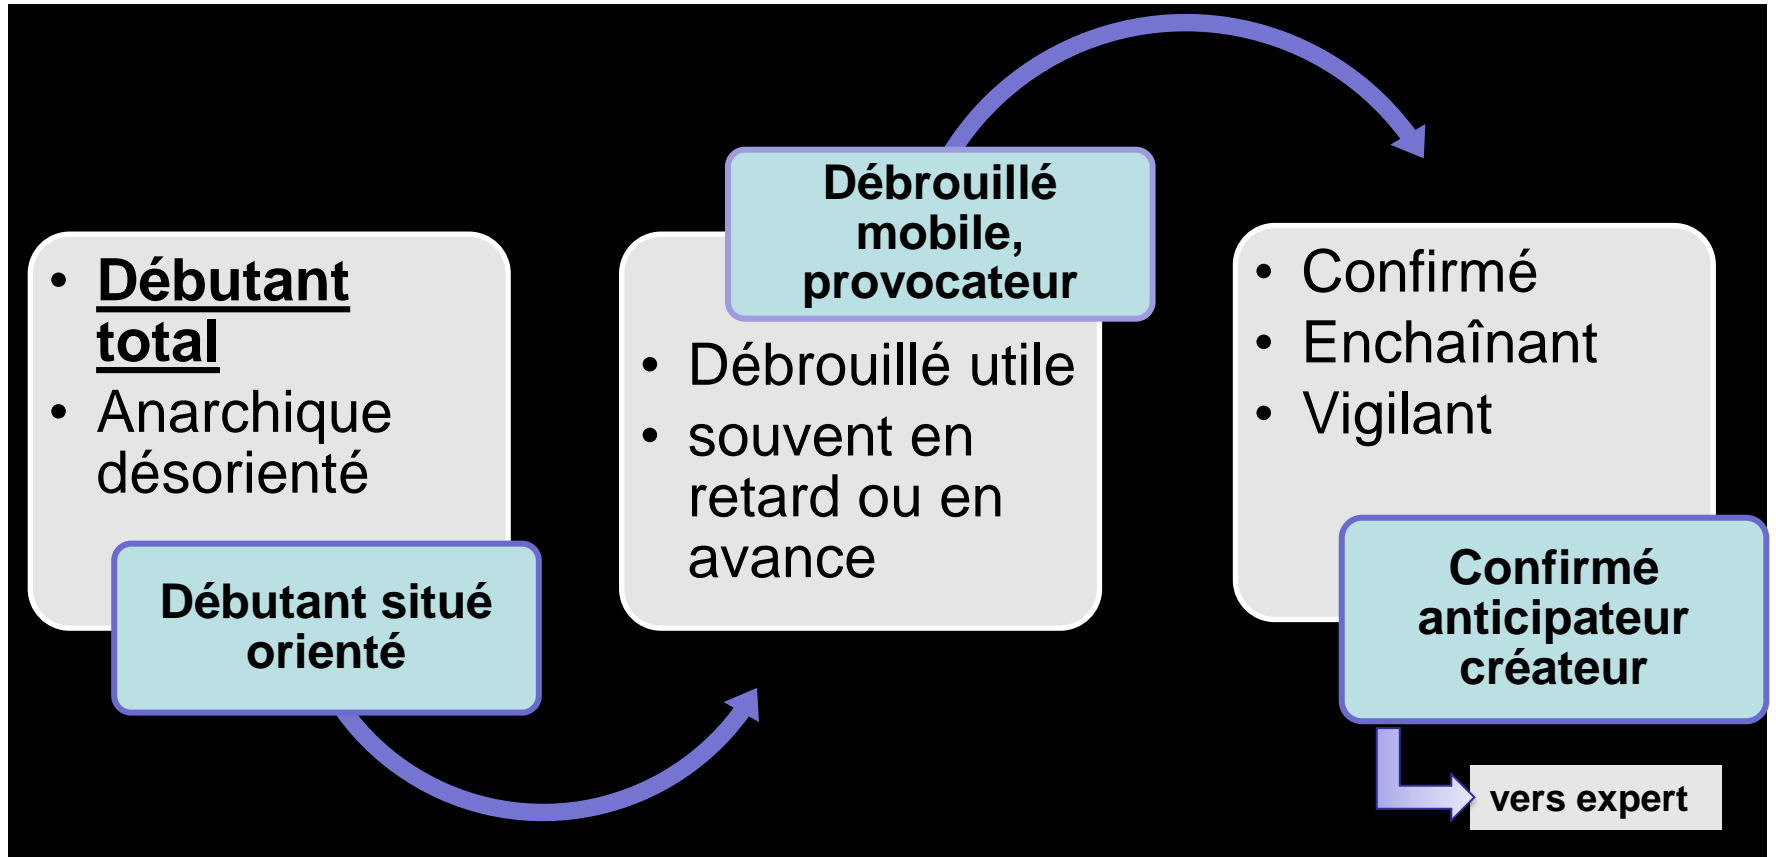 • Débutant
total
• Anarchique
désorienté
Débutant situé
orienté
Débrouillé
mobile,
provocateur
• Débrouillé utile
• souvent en
retard ou en
avance
• Confirmé
• Enchaînant
• Vigilant
Confirmé
anticipateur
créateur
vers expert